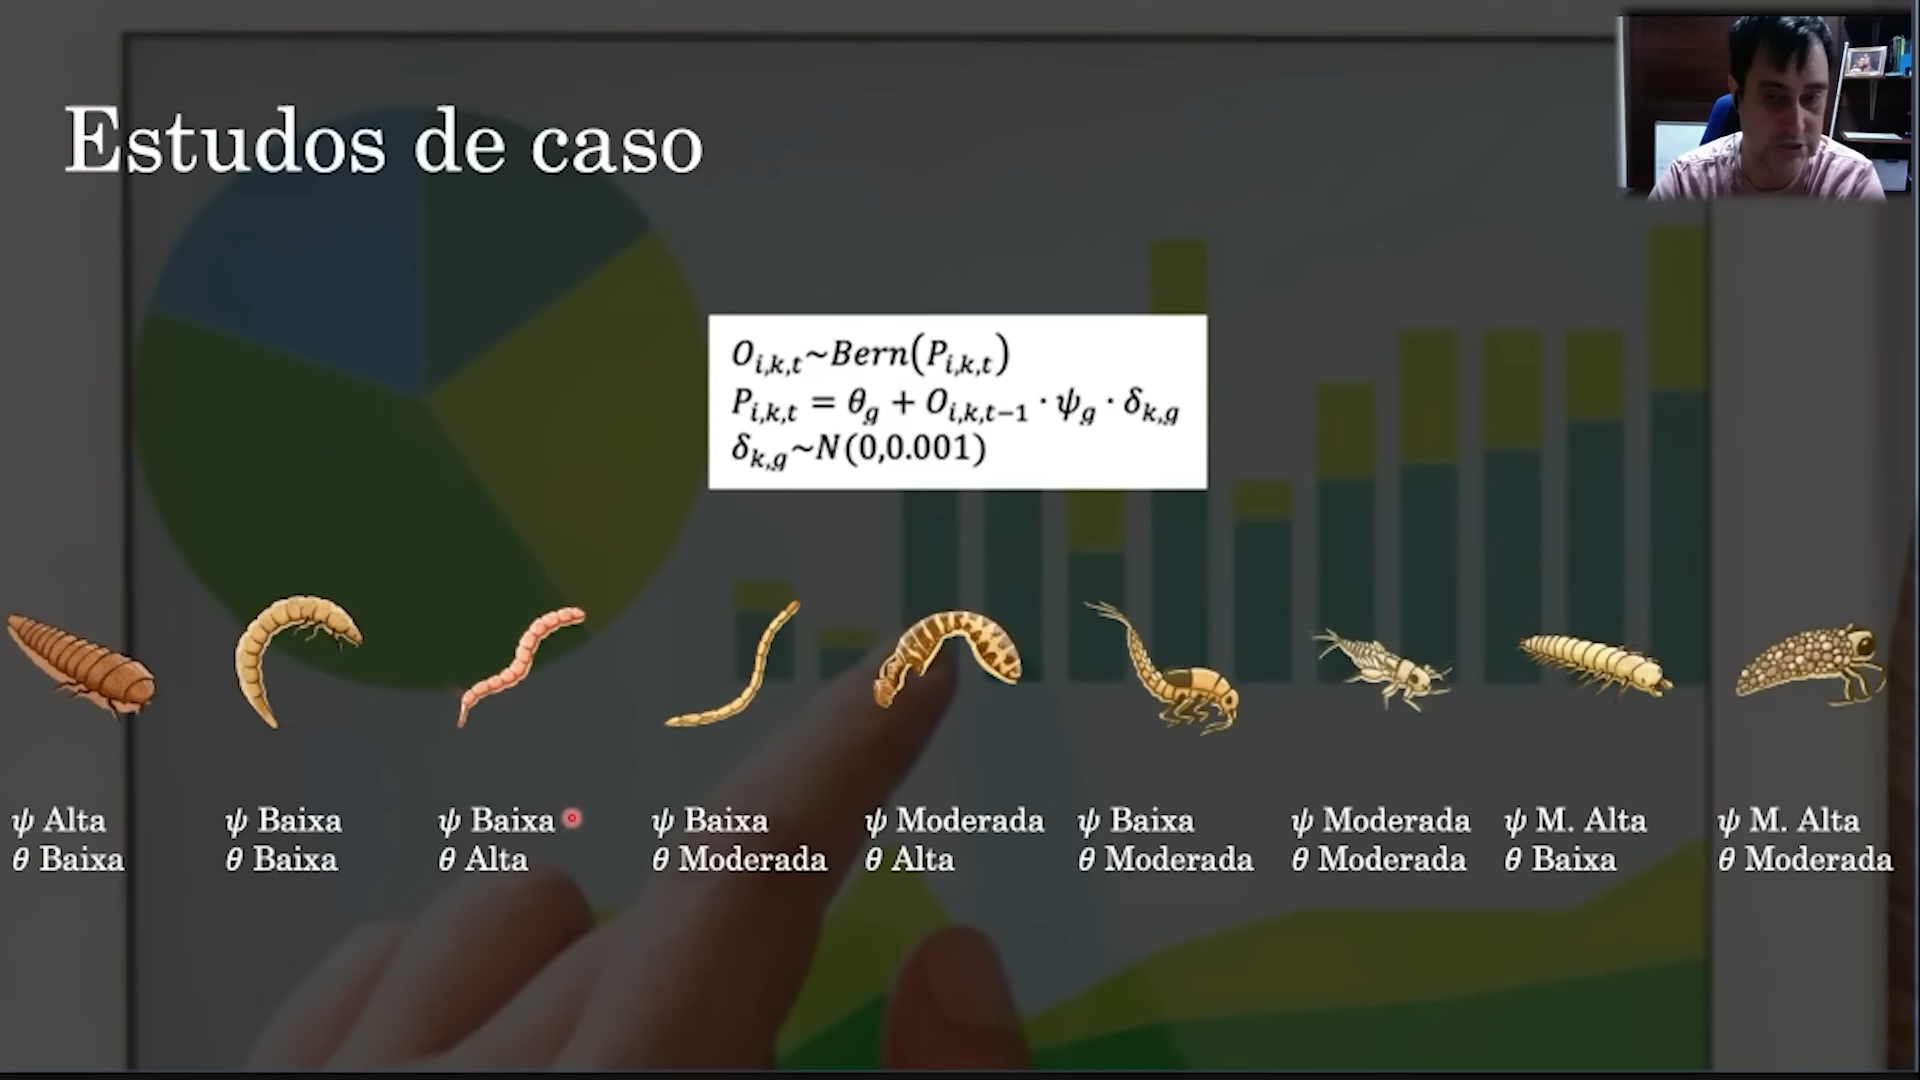 Estudos de caso
O_{i,k,t}~Bern(P_{i,k,t})
P_{i,k,t} = θ_g + O_{i,k,t−1} · ψ_g · δ_{k,g}
δ_{k,g}~N(0,0.001)
ψ Alta
θ Baixa
ψ Baixa
θ Baixa
ψ Baixa
θ Alta
ψ Baixa
θ Moderada
ψ Moderada
θ Alta
ψ Baixa
θ Moderada
ψ Moderada
θ Moderada
ψ M. Alta
θ Baixa
ψ M. Alta
θ Moderada